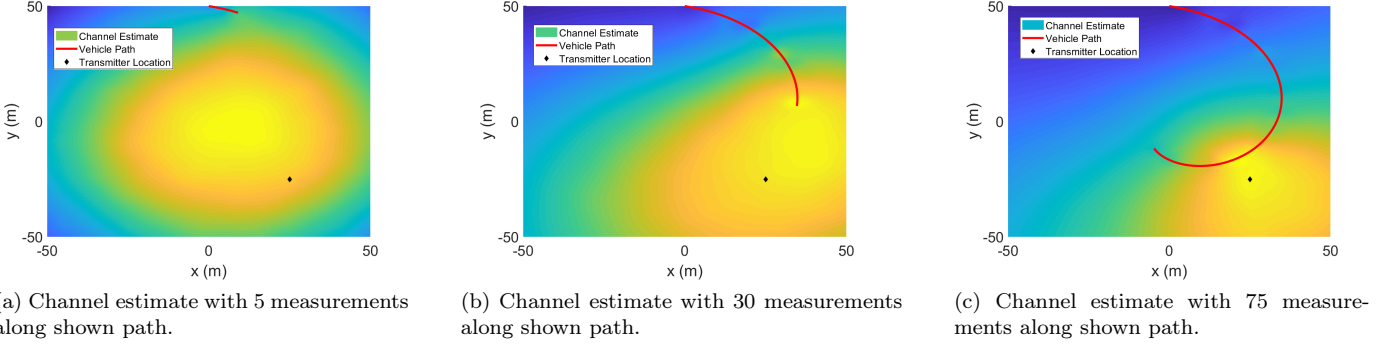 50
0
-50
y (m)
Channel Estimate
Vehicle Path
Transmitter Location
-50
0
50
x (m)
(a) Channel estimate with 5 measurements
along shown path.
50
0
-50
y (m)
Channel Estimate
Vehicle Path
Transmitter Location
-50
0
50
x (m)
(b) Channel estimate with 30 measurements
along shown path.
50
0
-50
y (m)
Channel Estimate
Vehicle Path
Transmitter Location
-50
0
50
x (m)
(c) Channel estimate with 75 measure-
ments along shown path.